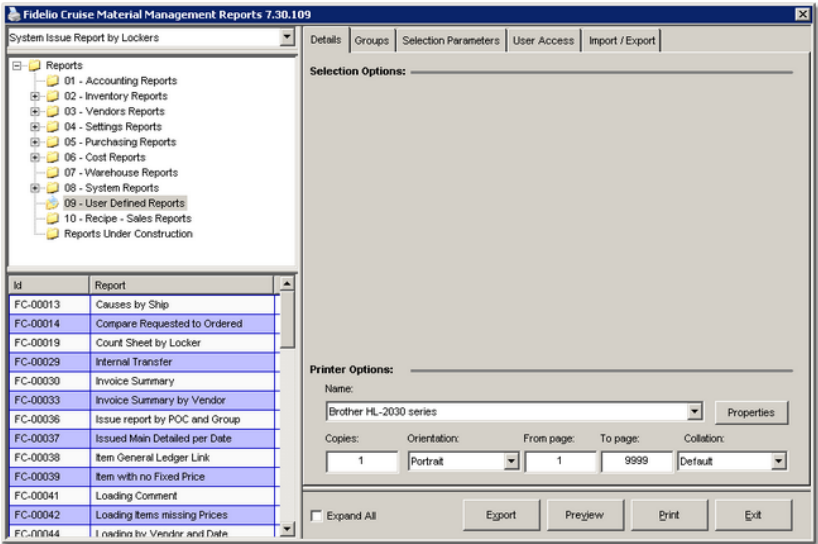 Fidelio Cruise Material Management Reports 7.30.109
System Issue Report by Lockers
Reports
01 - Accounting Reports
02 - Inventory Reports
03 - Vendors Reports
04 - Settings Reports
05 - Purchasing Reports
06 - Cost Reports
07 - Warehouse Reports
08 - System Reports
09 - User Defined Reports
10 - Recipe - Sales Reports
Reports Under Construction
Id Report
FC-00013 Causes by Ship
FC-00014 Compare Requested to Ordered
FC-00019 Count Sheet by Locker
FC-00029 Internal Transfer
FC-00030 Invoice Summary
FC-00033 Invoice Summary by Vendor
FC-00036 Issue report by POC and Group
FC-00037 Issued Main Detailed per Date
FC-00038 Item General Ledger Link
FC-00039 Item with no Fixed Price
FC-00041 Loading Comment
FC-00042 Loading Items missing Prices
FC-00044 Loading by Vendor and Date
Details Groups Selection Parameters User Access Import / Export
Selection Options:
Printer Options:
Name:
Brother HL-2030 series Properties
Copies: Orientation: From page: To page: Collation:
1 Portrait 1 9999 Default
Expand All Export Preview Print Exit